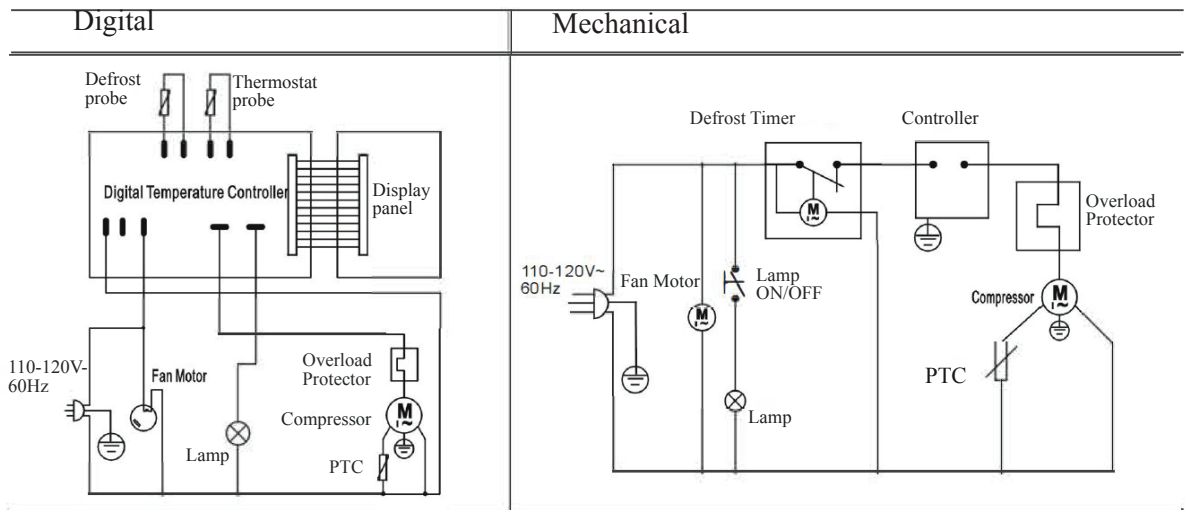 Digital
Mechanical
Defrost
probe
Thermostat
probe
Digital Temperature Controller
Display
panel
110-120V-
60Hz
Fan Motor
Lamp
Overload
Protector
Compressor
M
PTC
Defrost Timer
Controller
M
Overload
Protector
110-120V~
60Hz
Fan Motor
M
Lamp
ON/OFF
Compressor
M
PTC
Lamp